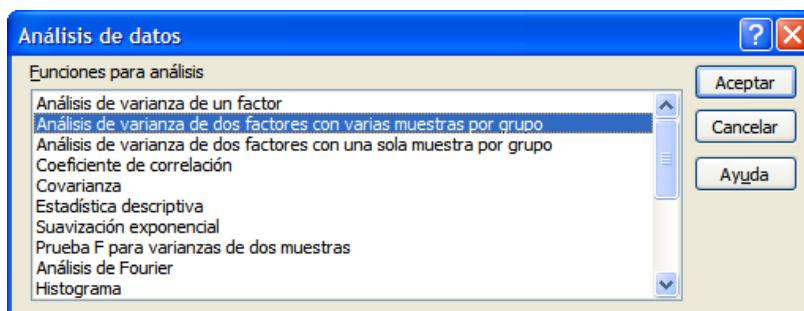 Análisis de datos
Funciones para análisis
Análisis de varianza de un factor
Análisis de varianza de dos factores con varias muestras por grupo
Análisis de varianza de dos factores con una sola muestra por grupo
Coeficiente de correlación
Covarianza
Estadística descriptiva
Suavización exponencial
Prueba F para varianzas de dos muestras
Análisis de Fourier
Histograma
Aceptar
Cancelar
Ayuda